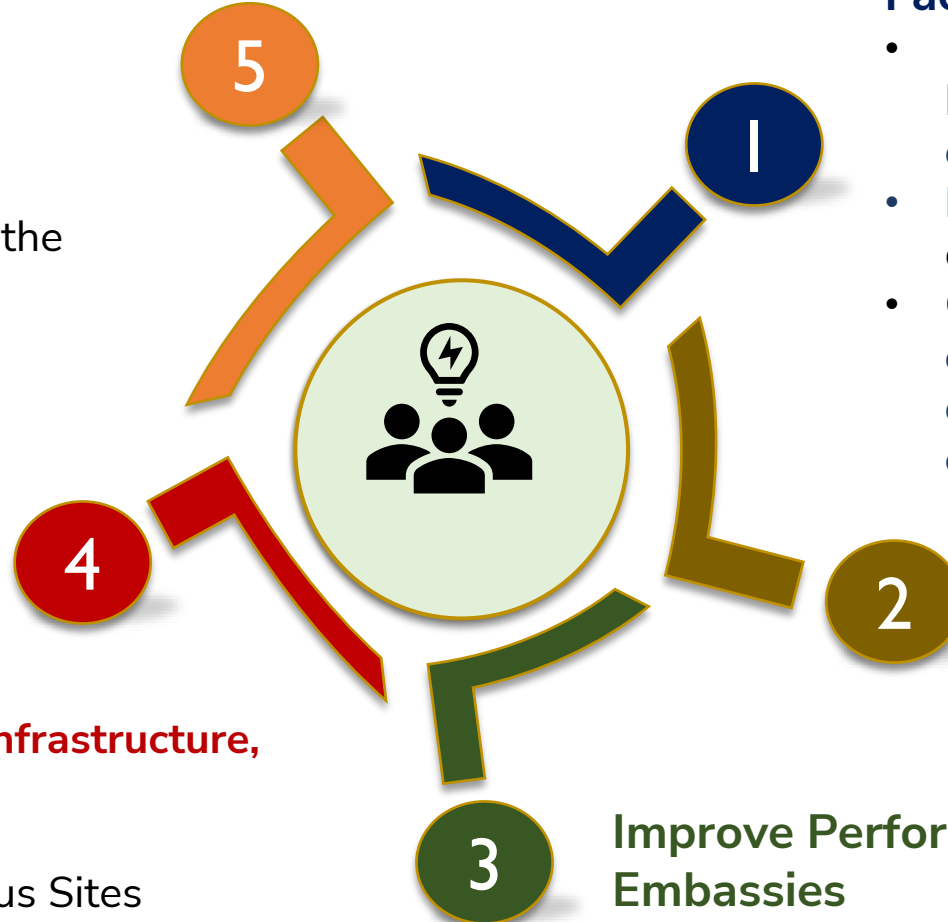 5
1
the
4
2
nfrastructure,
3
Improve Perfor
Embassies
us Sites